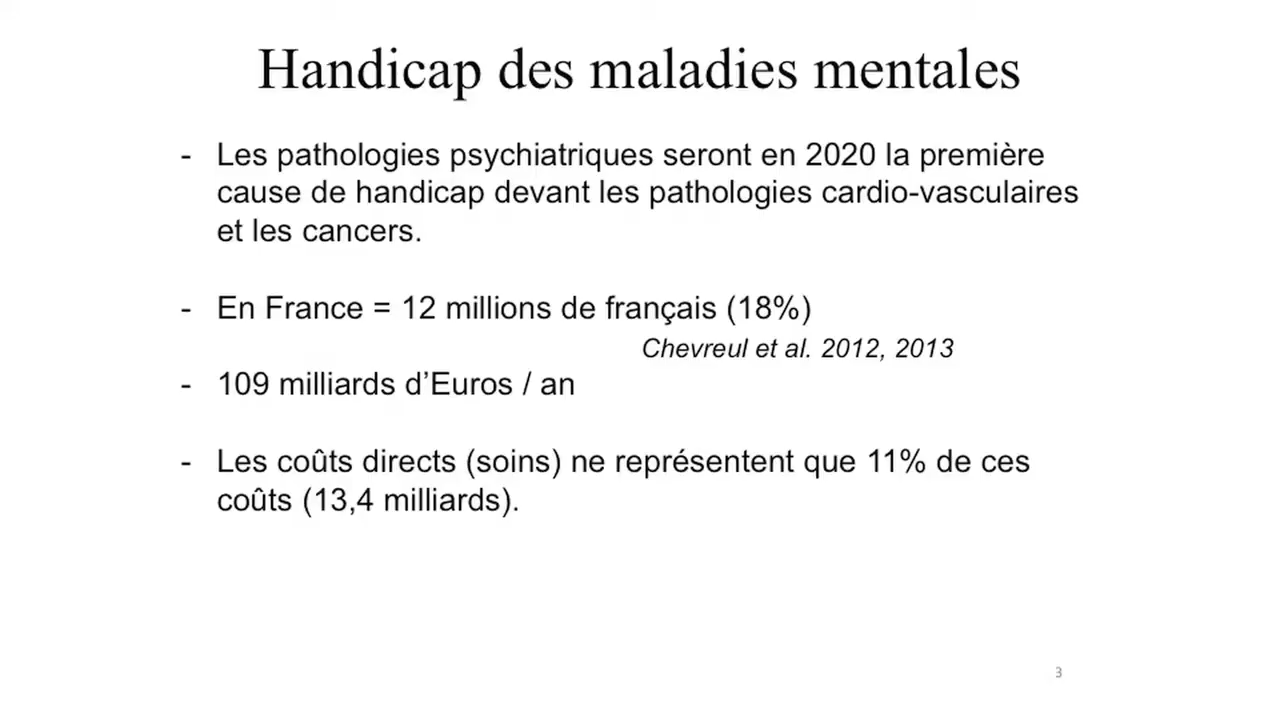 Handicap des maladies mentales
- Les pathologies psychiatriques seront en 2020 la première
cause de handicap devant les pathologies cardio-vasculaires
et les cancers.
- En France = 12 millions de français (18%)
Chevreul et al. 2012, 2013
- 109 milliards d’Euros / an
- Les coûts directs (soins) ne représentent que 11% de ces
coûts (13,4 milliards).
3